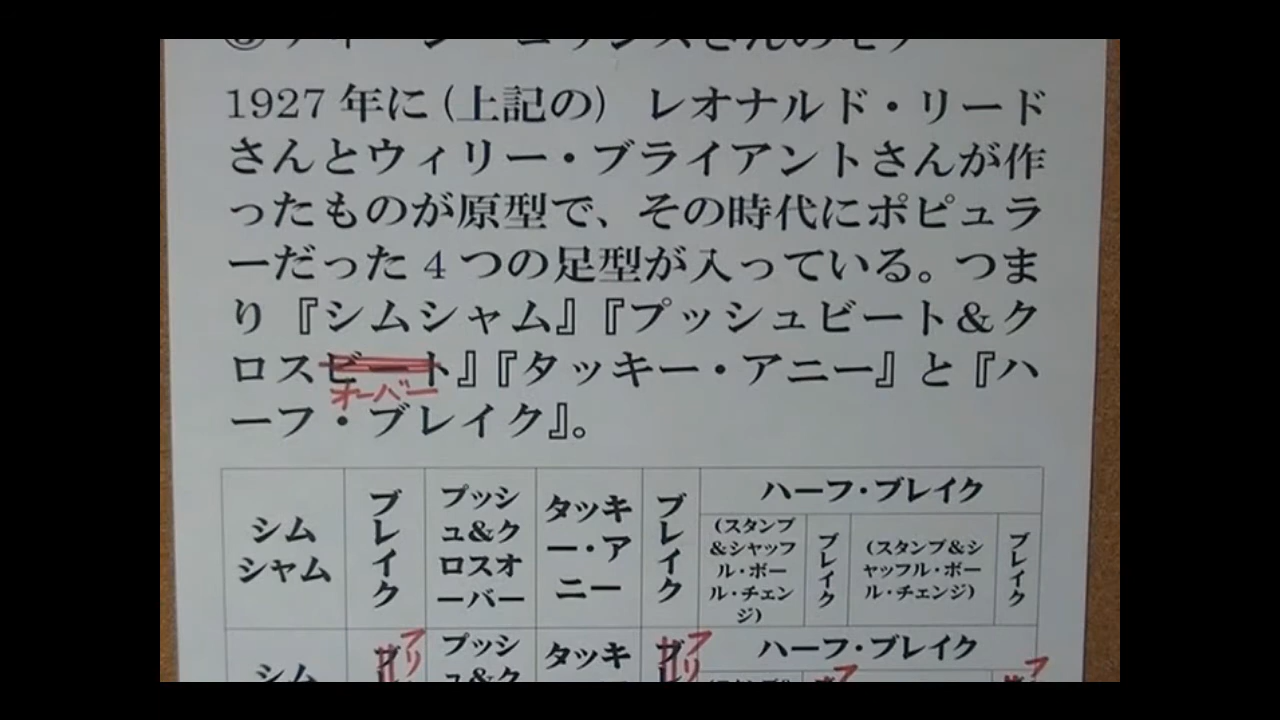 1927 年に(上記の) レオナルド・リード
さんとウィリー・ブライアントさんが作
ったものが原型で、その時代にポピュラ
ーだった 4 つの足型が入っている。つま
り『シムシャム』『プッシュビート＆ク
ロスビート』『タッキー・アニー』と『ハ
オーバー
ーフ・ブレイク』。
シム
シャム
ブレイク
プッシ
ュ&ク
ロスオ
ーバー
タッキ
ー・ア
ニー
ブレイク
ハーフ・ブレイク
(スタンプ
&シャッフ
ル・ボー
ル・チェン
ジ)
ブレイク
(スタンプ&シ
ャッフル・ボー
ル・チェンジ)
ブレイク
シム
プッシ
ュ&ク
タッキ
ハーフ・ブレイク